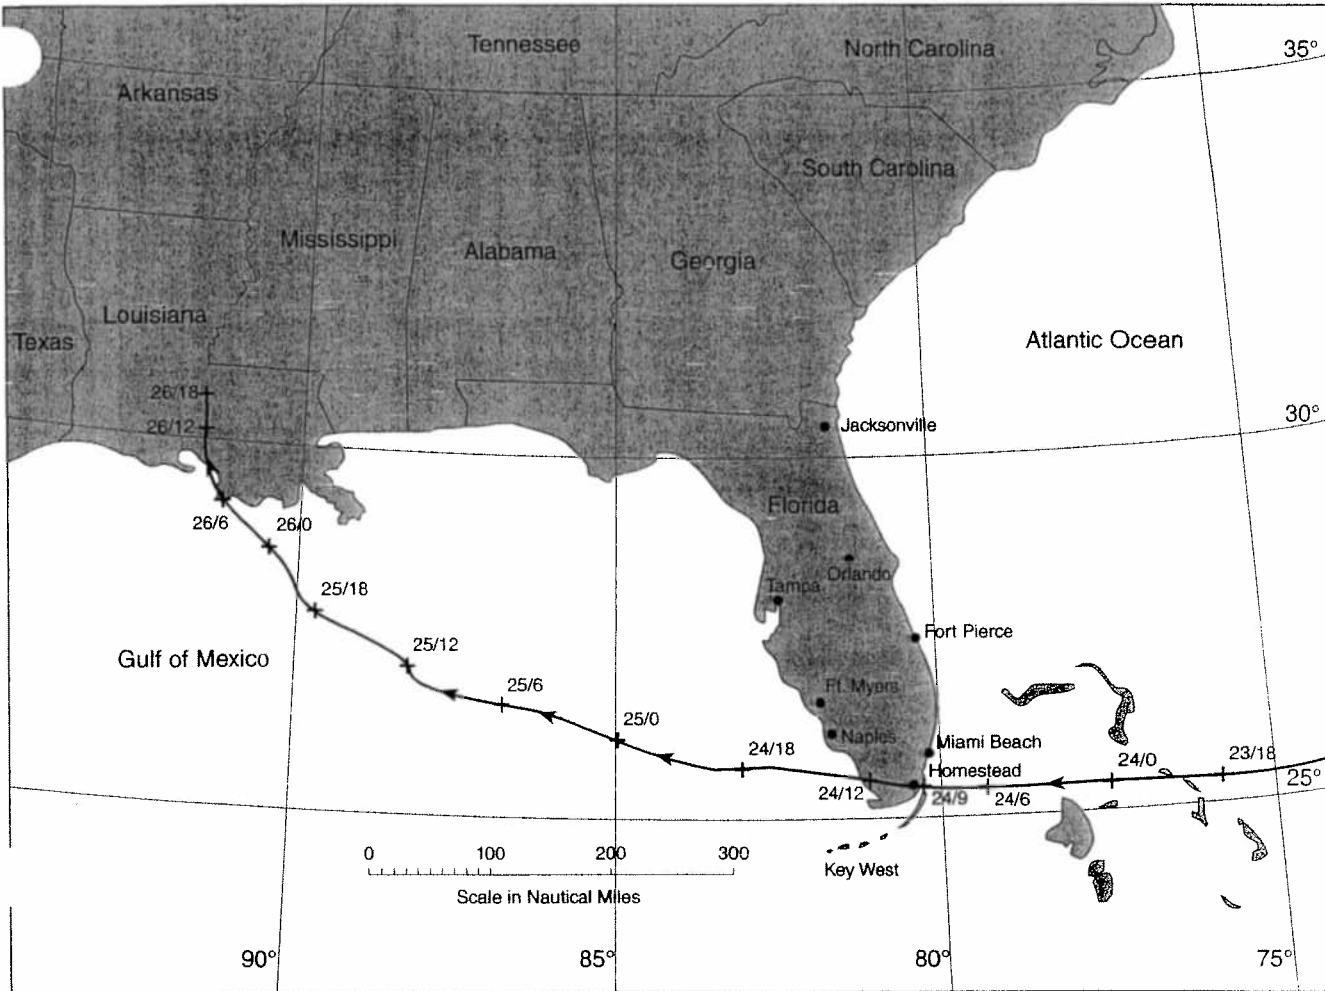 Tennessee
North Carolina
35°
Arkansas
South Carolina
Mississippi
Alabama
Georgia
Louisiana
Texas
Atlantic Ocean
26/18
26/12
30°
Jacksonville
Florida
26/6
26/0
Orlando
Tampa
25/18
Fort Pierce
25/12
Gulf of Mexico
25/6
Ft. Myers
25/0
Naples
Miami Beach
24/18
24/0
23/18
Homestead
25°
24/12
24/9
24/6
0 100 200 300
Key West
Scale in Nautical Miles
90°
85°
80°
75°